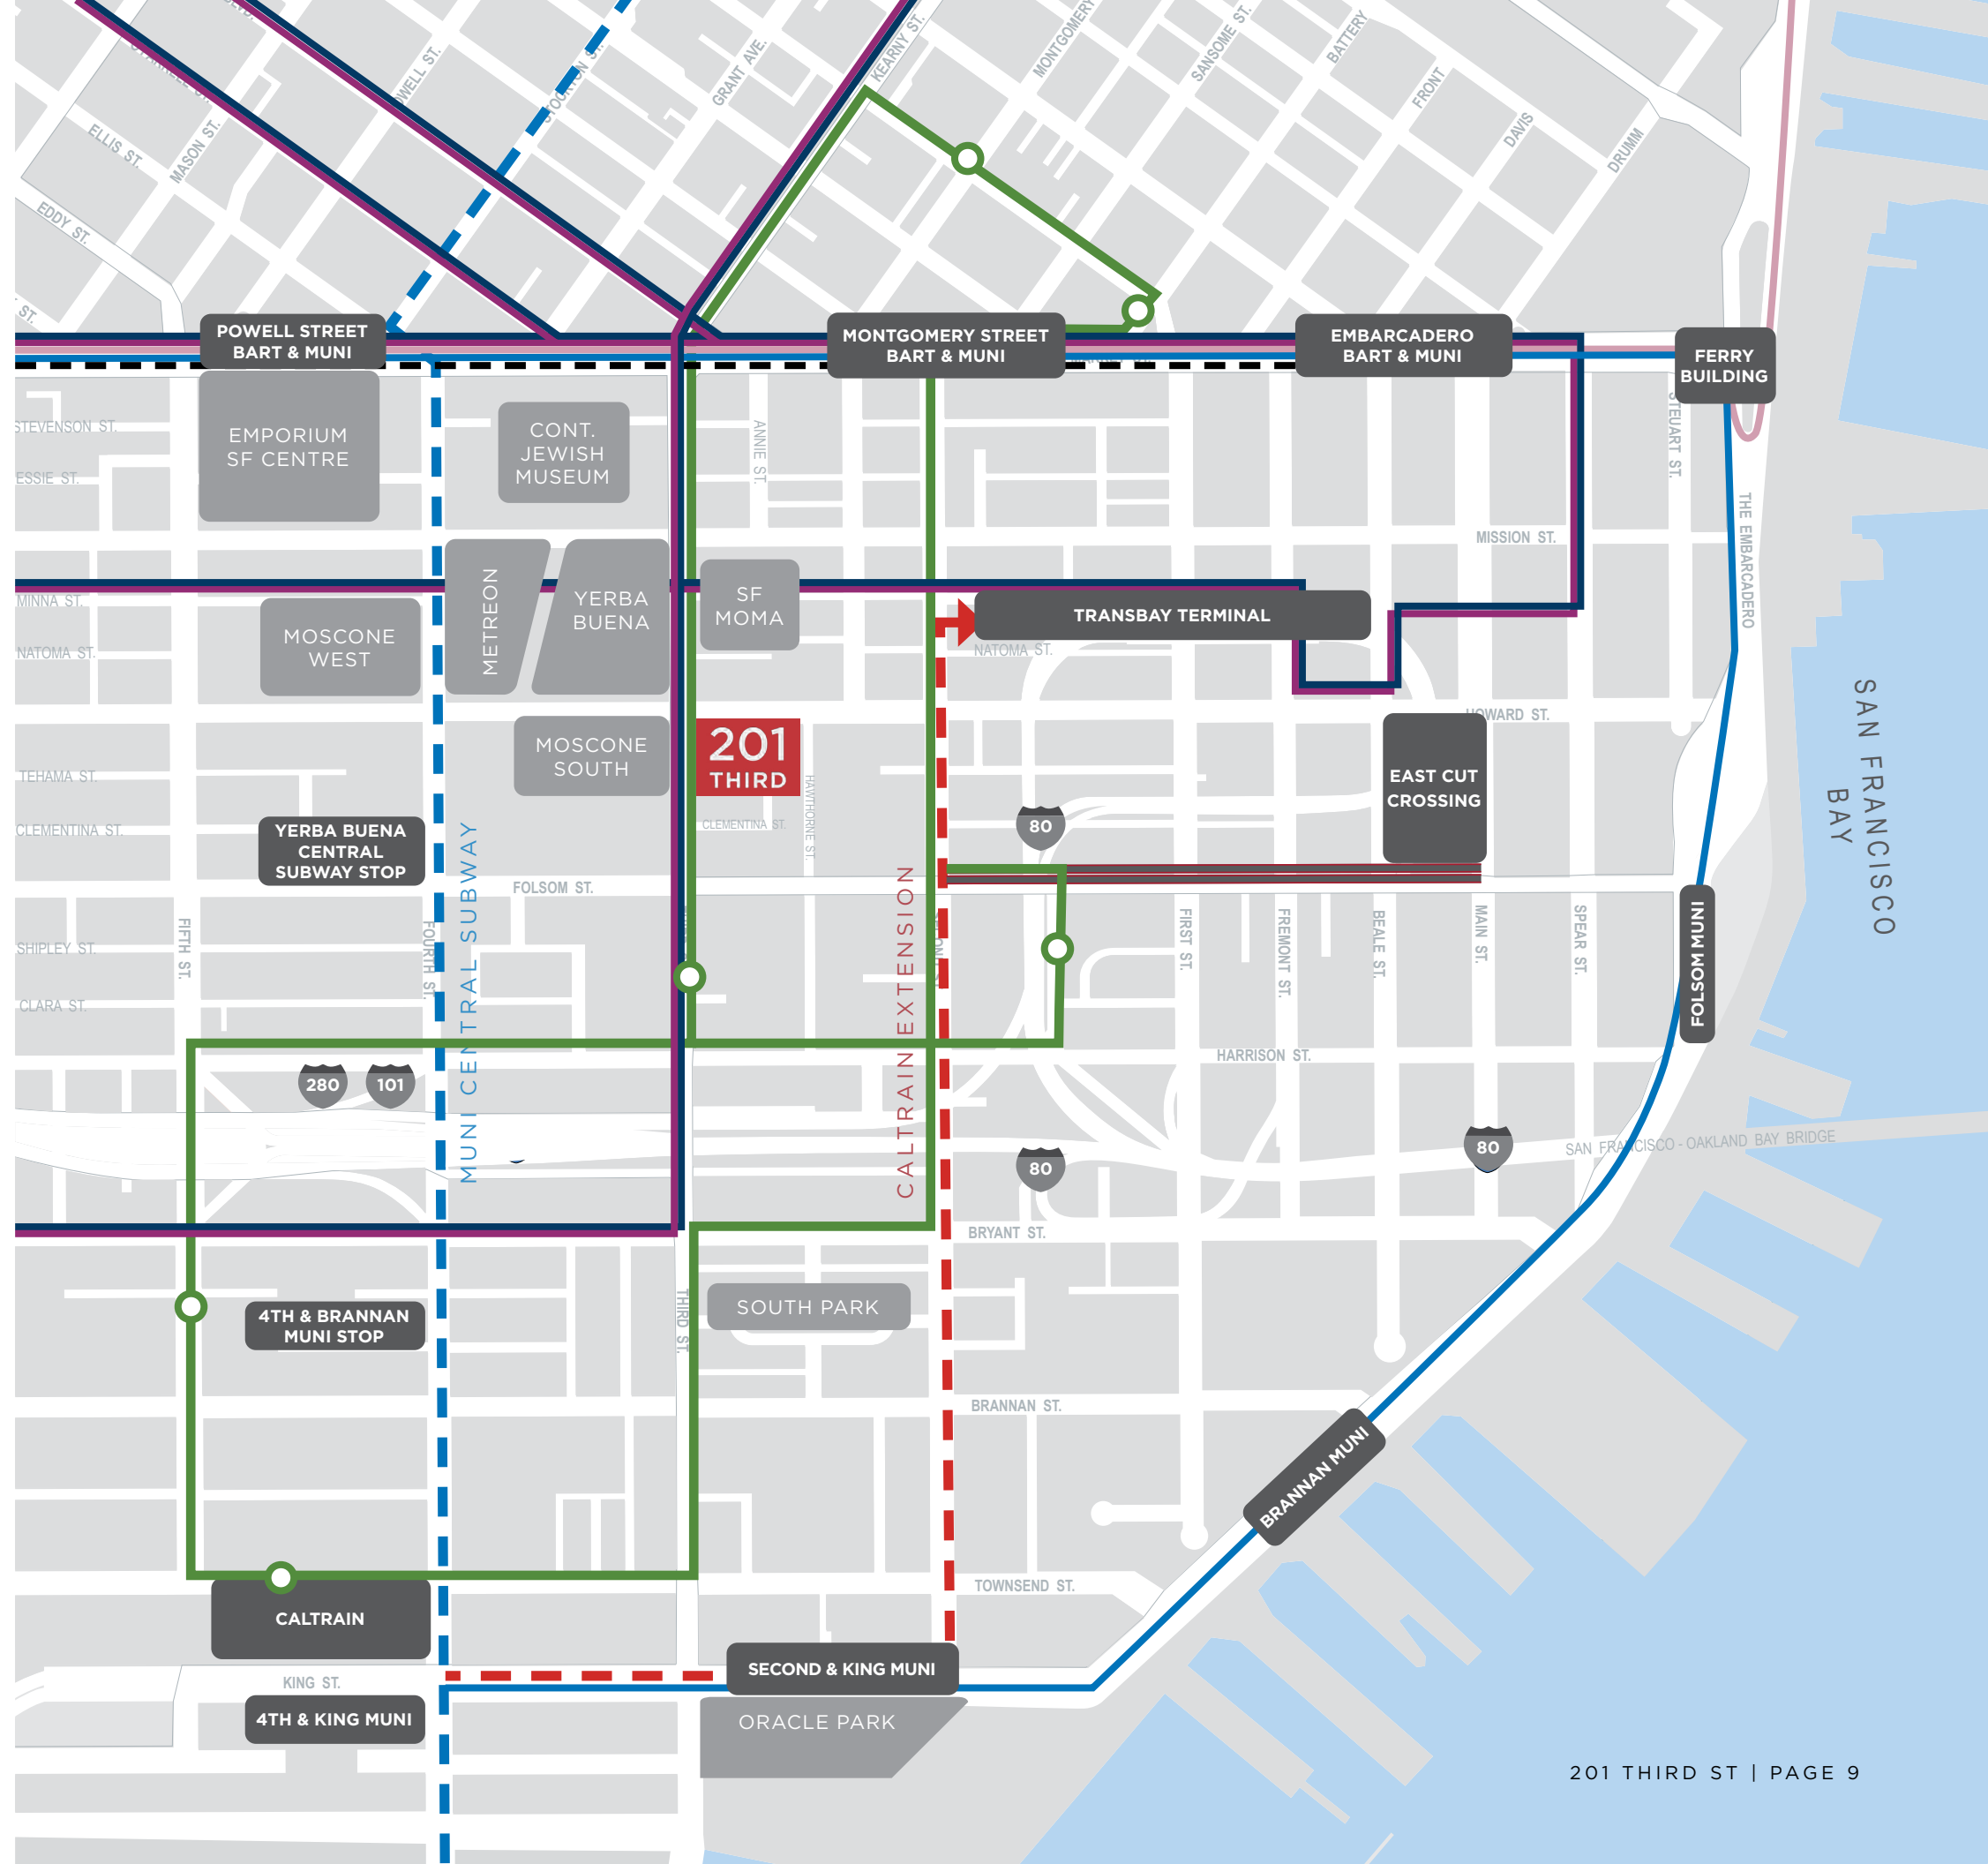 KEARNY ST.
MONTGOMERY
SANSOME ST.
BATTERY
FRONT
DAVIS
DRUMM
GRANT AVE.
MASON ST.
ELLIS ST.
EDDY ST.
ST.
POWELL STREET
BART & MUNI
MONTGOMERY STREET
BART & MUNI
EMBARCADERO
BART & MUNI
FERRY
BUILDING
EMPORIUM
SF CENTRE
CONT.
JEWISH
MUSEUM
ANNIE ST.
STEUART ST.
STEVENSON ST.
ESSIE ST.
THE EMBARCADERO
MISSION ST.
METREON
YERBA
BUENA
SF
MOMA
TRANSBAY TERMINAL
MINNA ST.
MOSCONE
WEST
NATOMA ST.
NATOMA ST.
SAN FRANCISCO
BAY
HOWARD ST.
MOSCONE
SOUTH
201
THIRD
EAST CUT
CROSSING
TEHAMA ST.
HAWTHORNE ST.
CLEMENTINA ST.
CLEMENTINA ST.
80
YERBA BUENA
CENTRAL
SUBWAY STOP
MUNI CENTRAL SUBWAY
CALTRAIN EXTENSION
FOLSOM ST.
FOLSOM MUNI
FIFTH ST.
FOURTH ST.
FIRST ST.
FREMONT ST.
BEALE ST.
MAIN ST.
SPEAR ST.
SHIPLEY ST.
CLARA ST.
HARRISON ST.
280
101
80
80
SAN FRANCISCO - OAKLAND BAY BRIDGE
BRYANT ST.
THIRD ST.
SOUTH PARK
4TH & BRANNAN
MUNI STOP
BRANNAN ST.
BRANNAN MUNI
TOWNSEND ST.
CALTRAIN
SECOND & KING MUNI
KING ST.
4TH & KING MUNI
ORACLE PARK
201 THIRD ST | PAGE 9